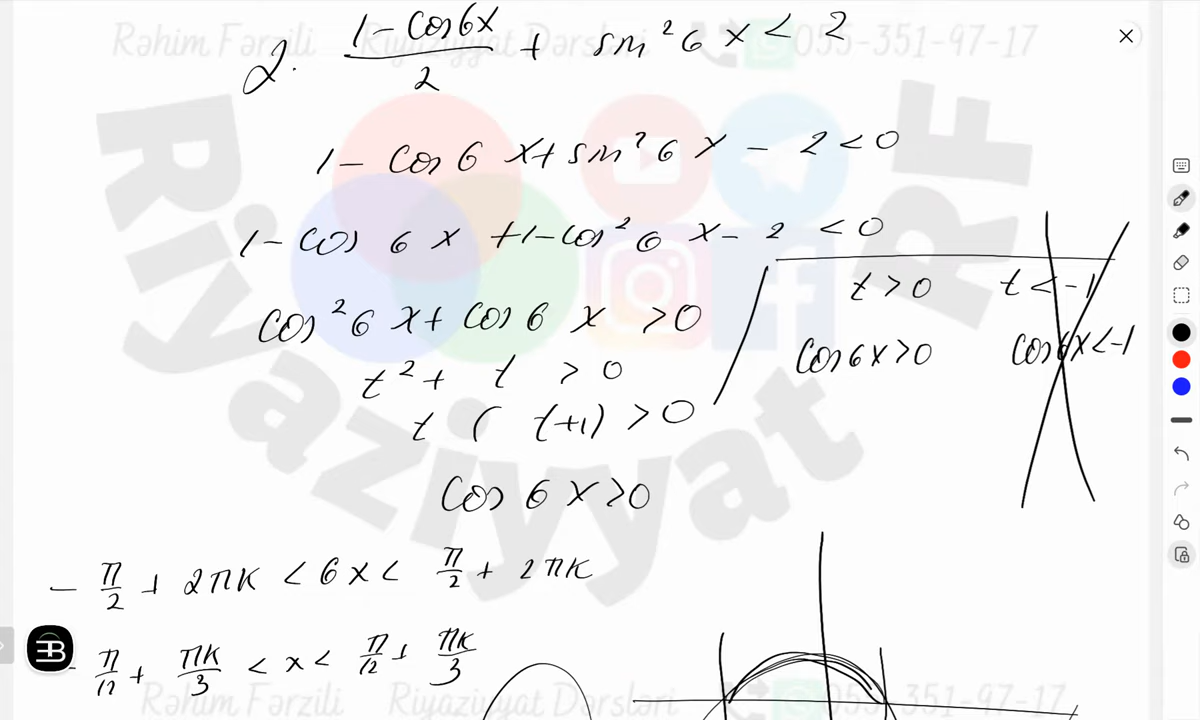 Rəhim Fərzili Riyaziyyat Dərsləri 055-351-97-17
2. (1 - cos6x)/2 + sin²6x < 2
1 - cos6x + sin²6x - 2 < 0
1 - cos6x + 1 - cos²6x - 2 < 0
cos²6x + cos6x > 0
t² + t > 0
t(t+1) > 0
t > 0 t < -1
cos6x > 0 cos6x < -1
cos6x > 0
- π/2 + 2πk < 6x < π/2 + 2πk
- π/12 + πk/3 < x < π/12 + πk/3
Riyaziyyat RF
Rəhim Fərzili Riyaziyyat Dərsləri 055-351-97-17